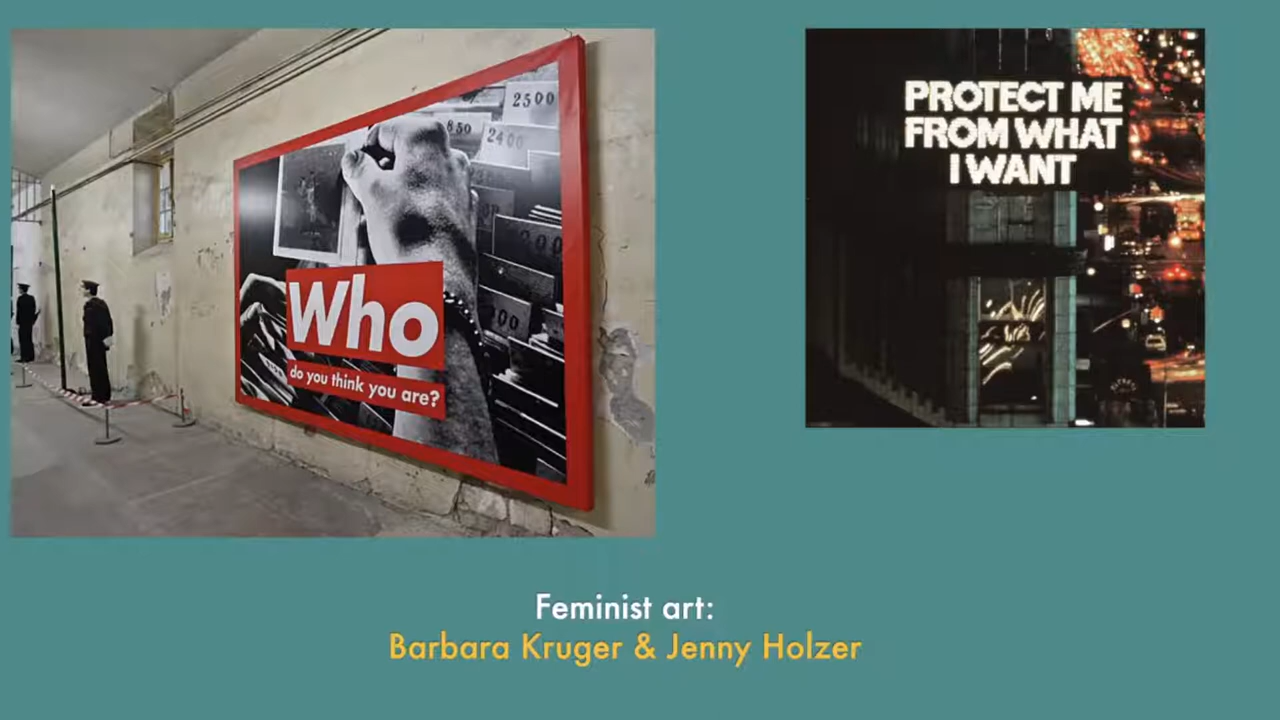 2500
850
2400
Who
do you think you are?
PROTECT ME
FROM WHAT
I WANT
Feminist art:
Barbara Kruger & Jenny Holzer